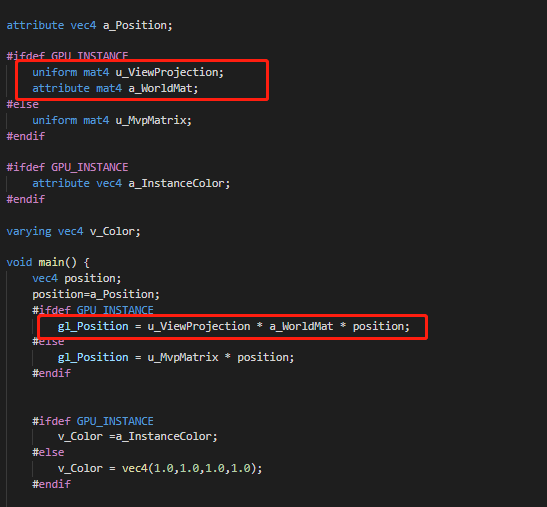 attribute vec4 a_Position;
#ifdef GPU_INSTANCE
uniform mat4 u_ViewProjection;
attribute mat4 a_WorldMat;
#else
uniform mat4 u_MvpMatrix;
#endif
#ifdef GPU_INSTANCE
attribute vec4 a_InstanceColor;
#endif
varying vec4 v_Color;
void main() {
vec4 position;
position=a_Position;
#ifdef GPU_INSTANCE
gl_Position = u_ViewProjection * a_WorldMat * position;
#else
gl_Position = u_MvpMatrix * position;
#endif
#ifdef GPU_INSTANCE
v_Color =a_InstanceColor;
#else
v_Color = vec4(1.0,1.0,1.0,1.0);
#endif